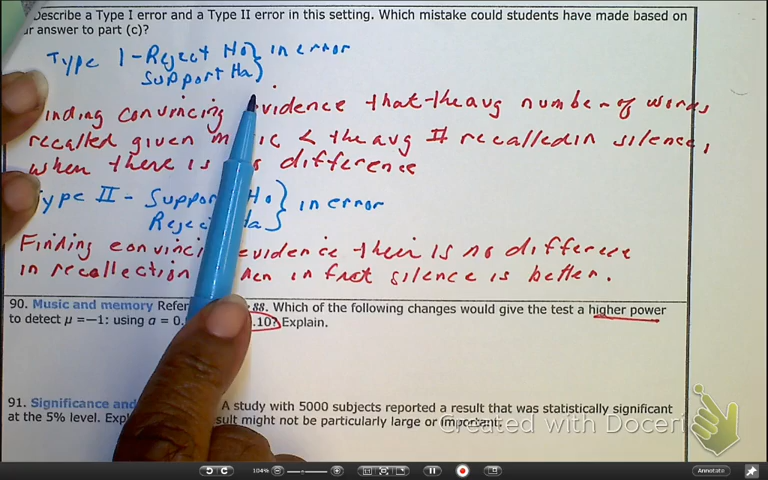 Describe a Type I error and a Type II error in this setting. Which mistake could students have made based on
ur answer to part (c)?
Type I - Reject Ho } in error
Support Ha
inding convincing evidence that the avg number of words
recalled given < the avg # recalled in silence,
when there is difference
ype II - Support Ho } in error
Reject Ha
Finding convinci evidence their is no differece
in recollection in fact silence is better.
90. Music and memory Refer 88. Which of the following changes would give the test a higher power
to detect μ =−1: using α = 0. .10? Explain.
91. Significance and A study with 5000 subjects reported a result that was statistically significant
at the 5% level. Expl sult might not be particularly large or important.
Created with Doceri
104%
Annotate